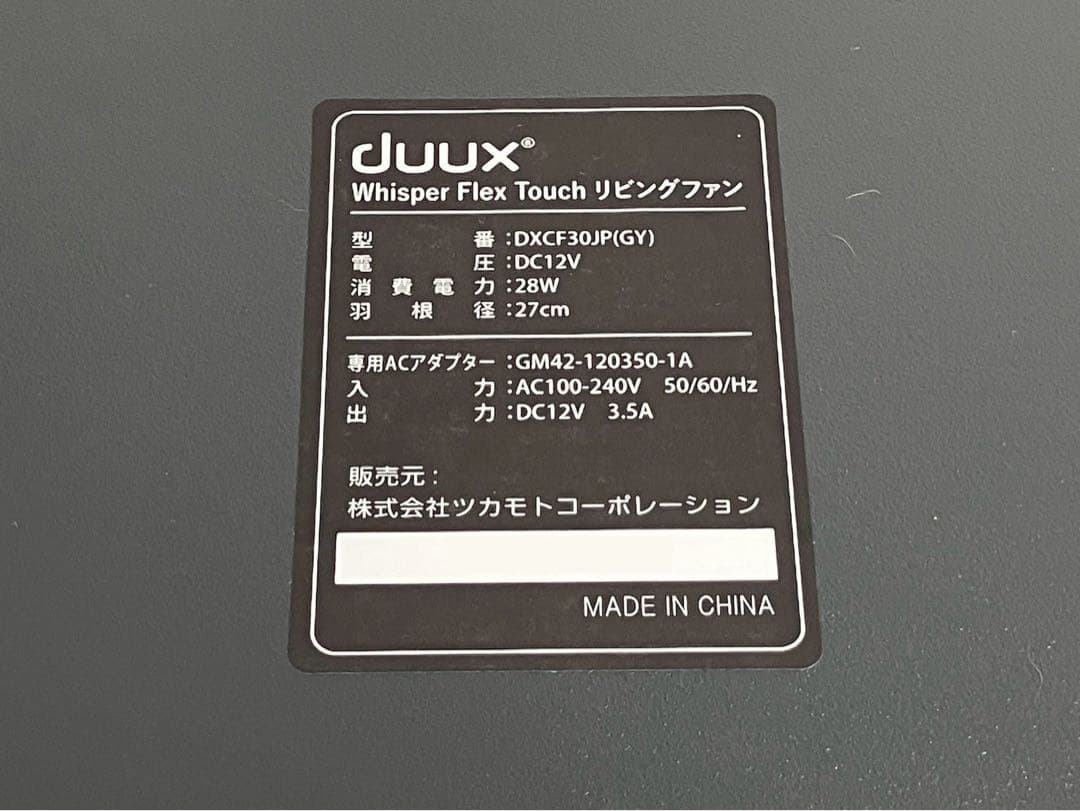 duux®
Whisper Flex Touch リビングファン
型番：DXCF30JP(GY)
電圧：DC12V
消費電力：28W
羽根径：27cm
専用ACアダプター：GM42-120350-1A
入力：AC100-240V 50/60/Hz
出力：DC12V 3.5A
販売元：
株式会社ツカモトコーポレーション
MADE IN CHINA